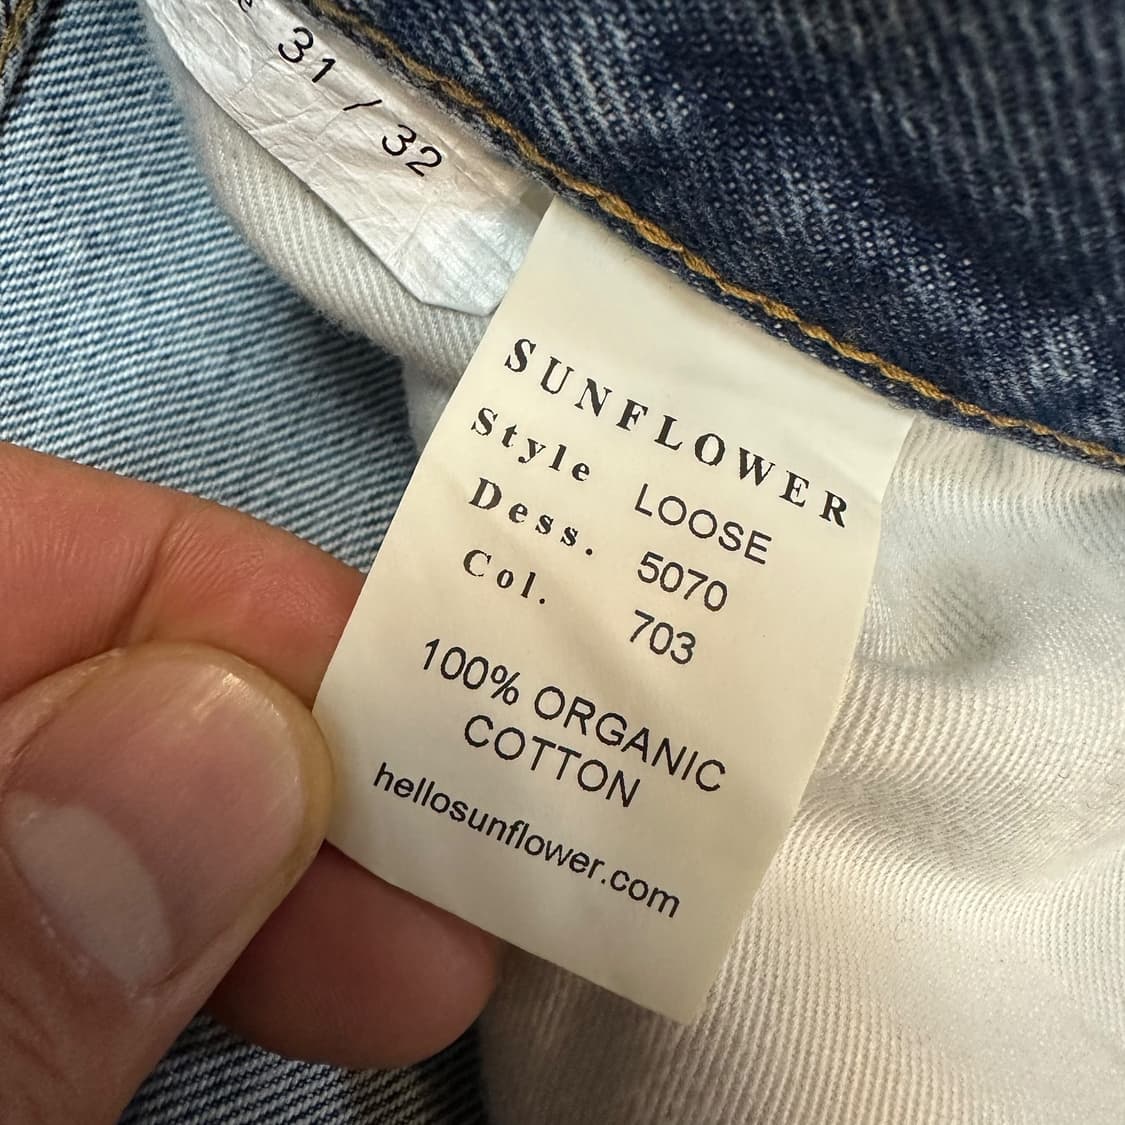 31 / 32
SUNFLOWER
Style LOOSE
Dess. 5070
Col. 703
100% ORGANIC
COTTON
hellosunflower.com